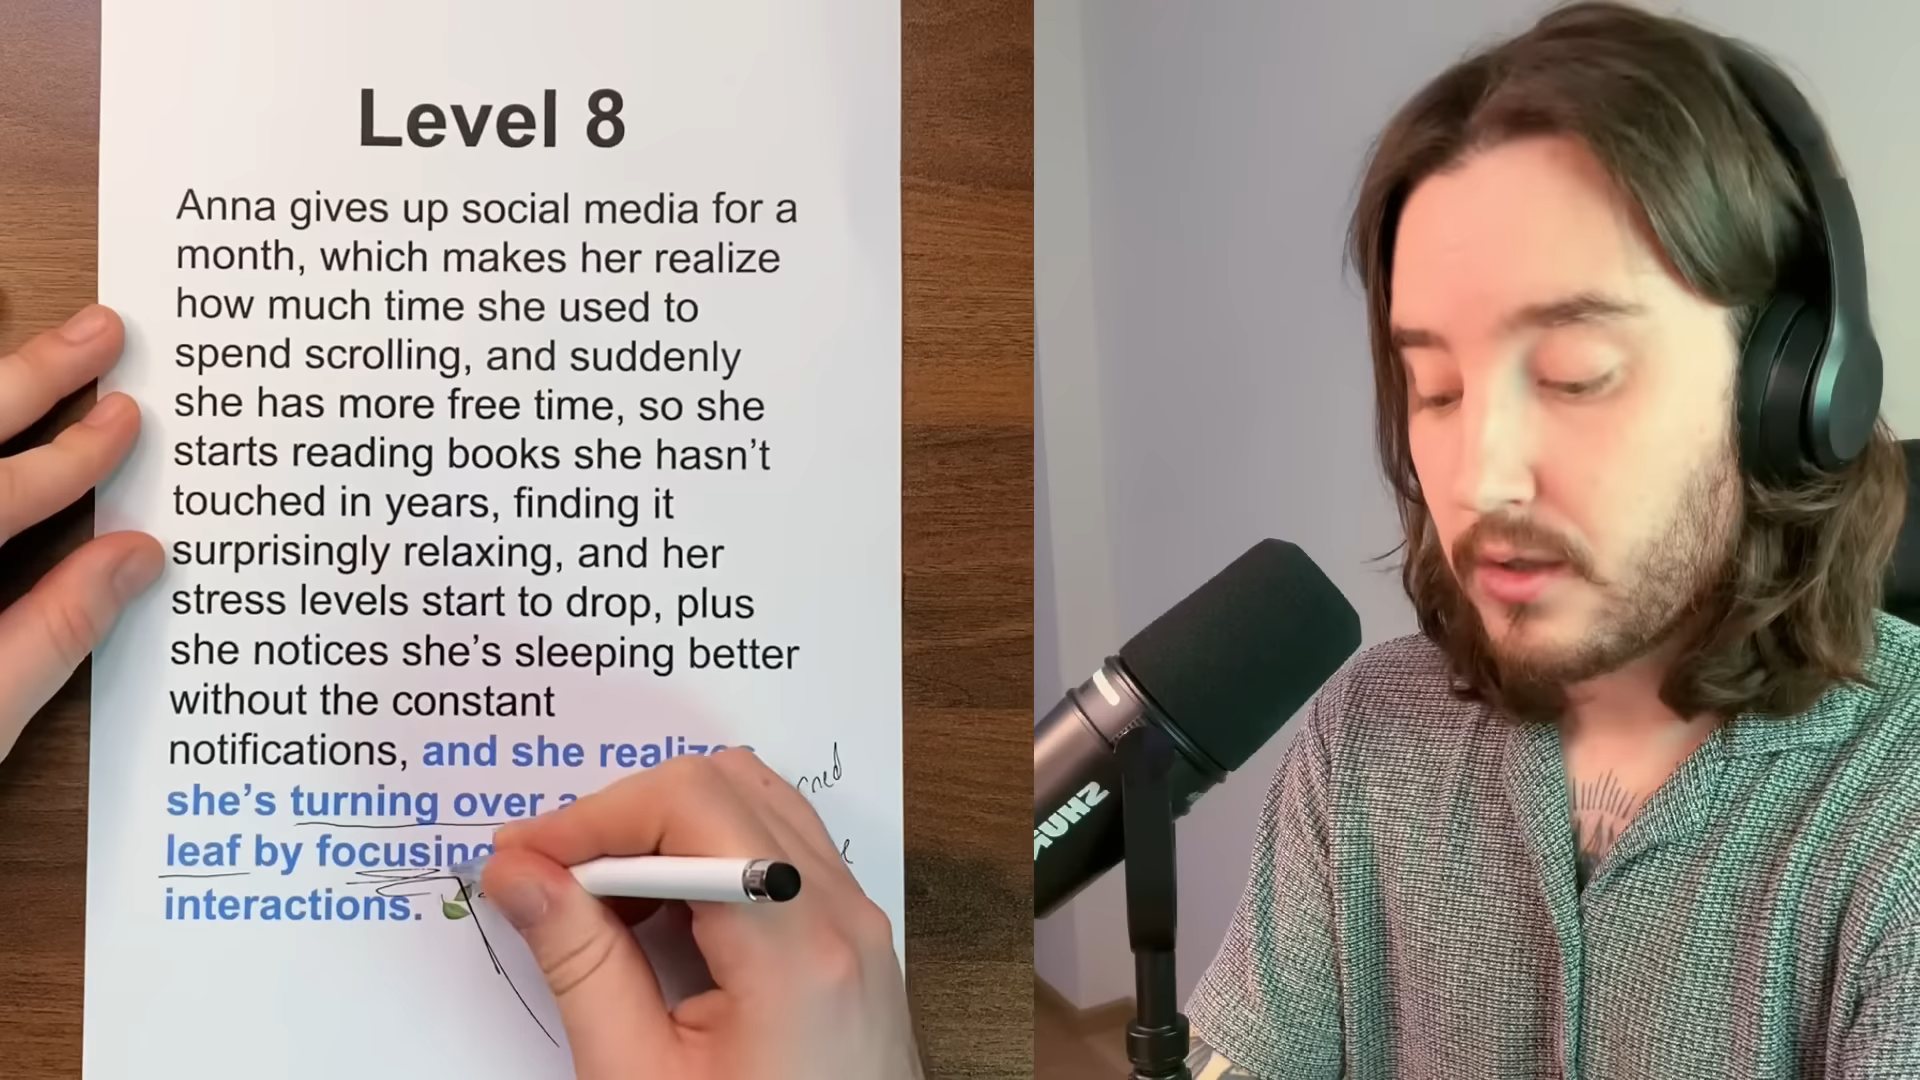 Level 8
Anna gives up social media for a
month, which makes her realize
how much time she used to
spend scrolling, and suddenly
she has more free time, so she
starts reading books she hasn’t
touched in years, finding it
surprisingly relaxing, and her
stress levels start to drop, plus
she notices she’s sleeping better
without the constant
notifications, and she realizes
she’s turning over a
leaf by focusing
interactions.
SHURE